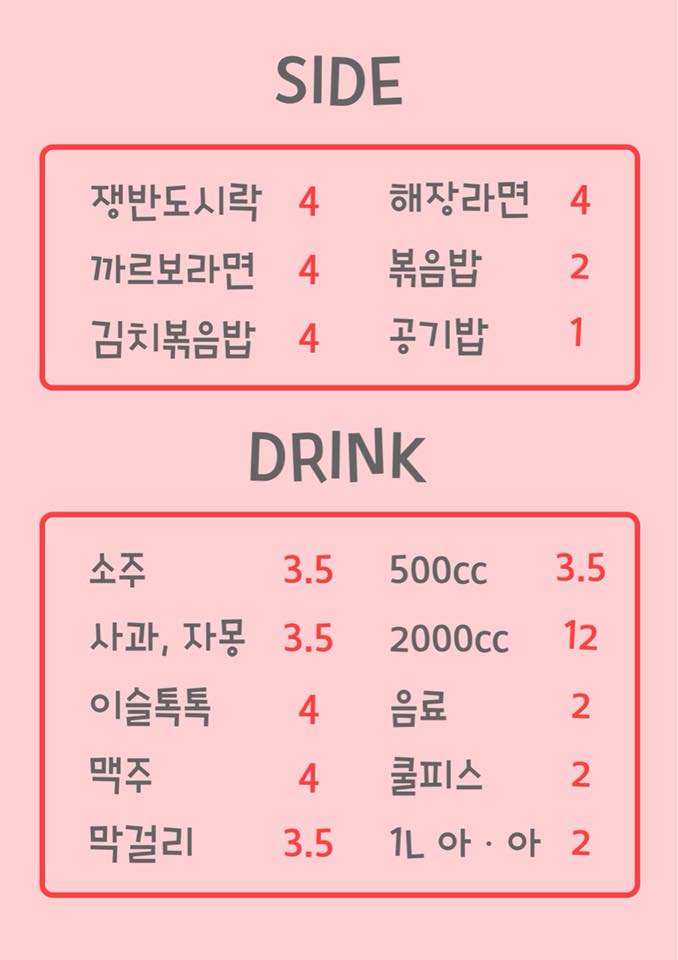 SIDE
쟁반도시락 4 해장라면 4
까르보라면 4 볶음밥 2
김치볶음밥 4 공기밥 1
DRINK
소주 3.5 500cc 3.5
사과, 자몽 3.5 2000cc 12
이슬톡톡 4 음료 2
맥주 4 쿨피스 2
막걸리 3.5 1L 아·아 2